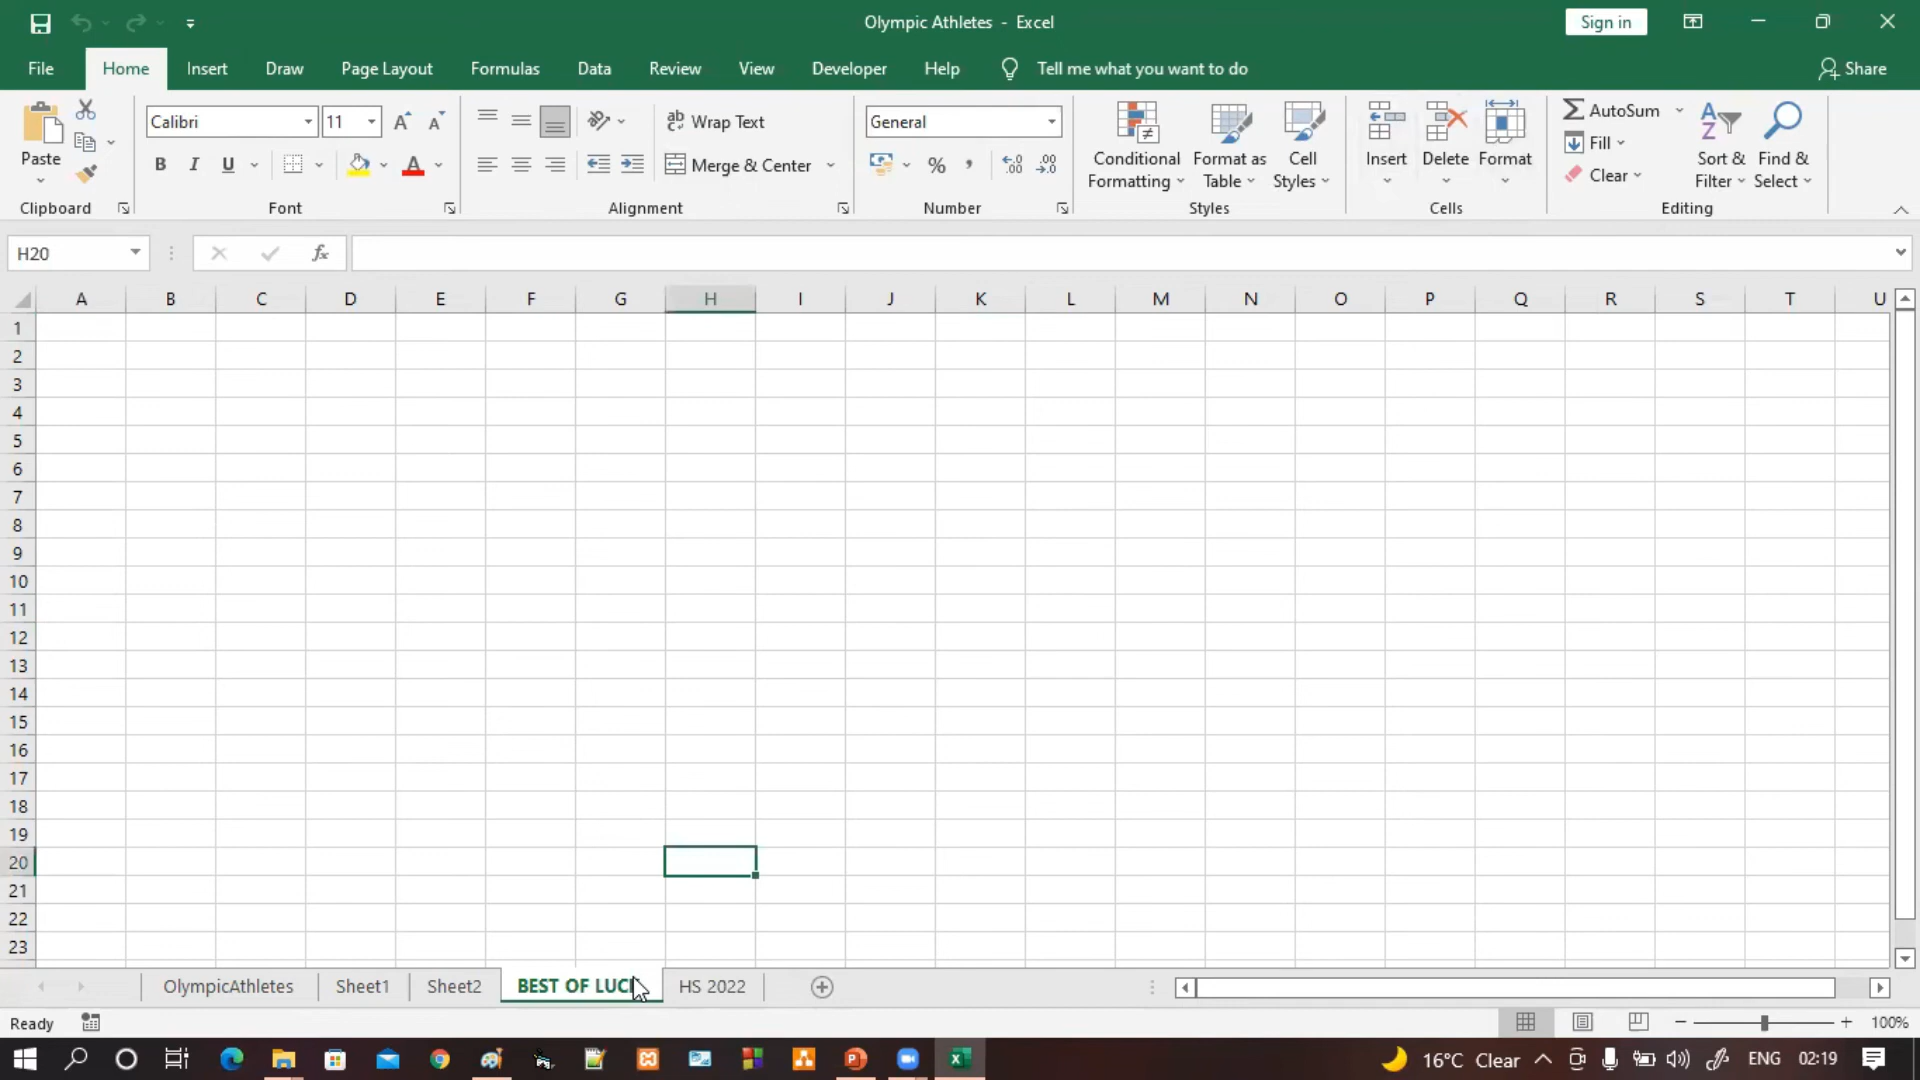 Olympic Athletes - Excel
Sign in
File Home Insert Draw Page Layout Formulas Data Review View Developer Help Tell me what you want to do Share
Paste
Clipboard
Calibri 11
B I U A
Font
Wrap Text
Merge & Center
Alignment
General
%
Number
Conditional Formatting
Format as Table
Cell Styles
Styles
Insert Delete Format
Cells
AutoSum
Fill
Clear
Sort & Filter
Find & Select
Editing
H20 fx
A B C D E F G H I J K L M N O P Q R S T U
1
2
3
4
5
6
7
8
9
10
11
12
13
14
15
16
17
18
19
20
21
22
23
OlympicAthletes Sheet1 Sheet2 BEST OF LUCK HS 2022
Ready 100%
16°C Clear ENG 02:19